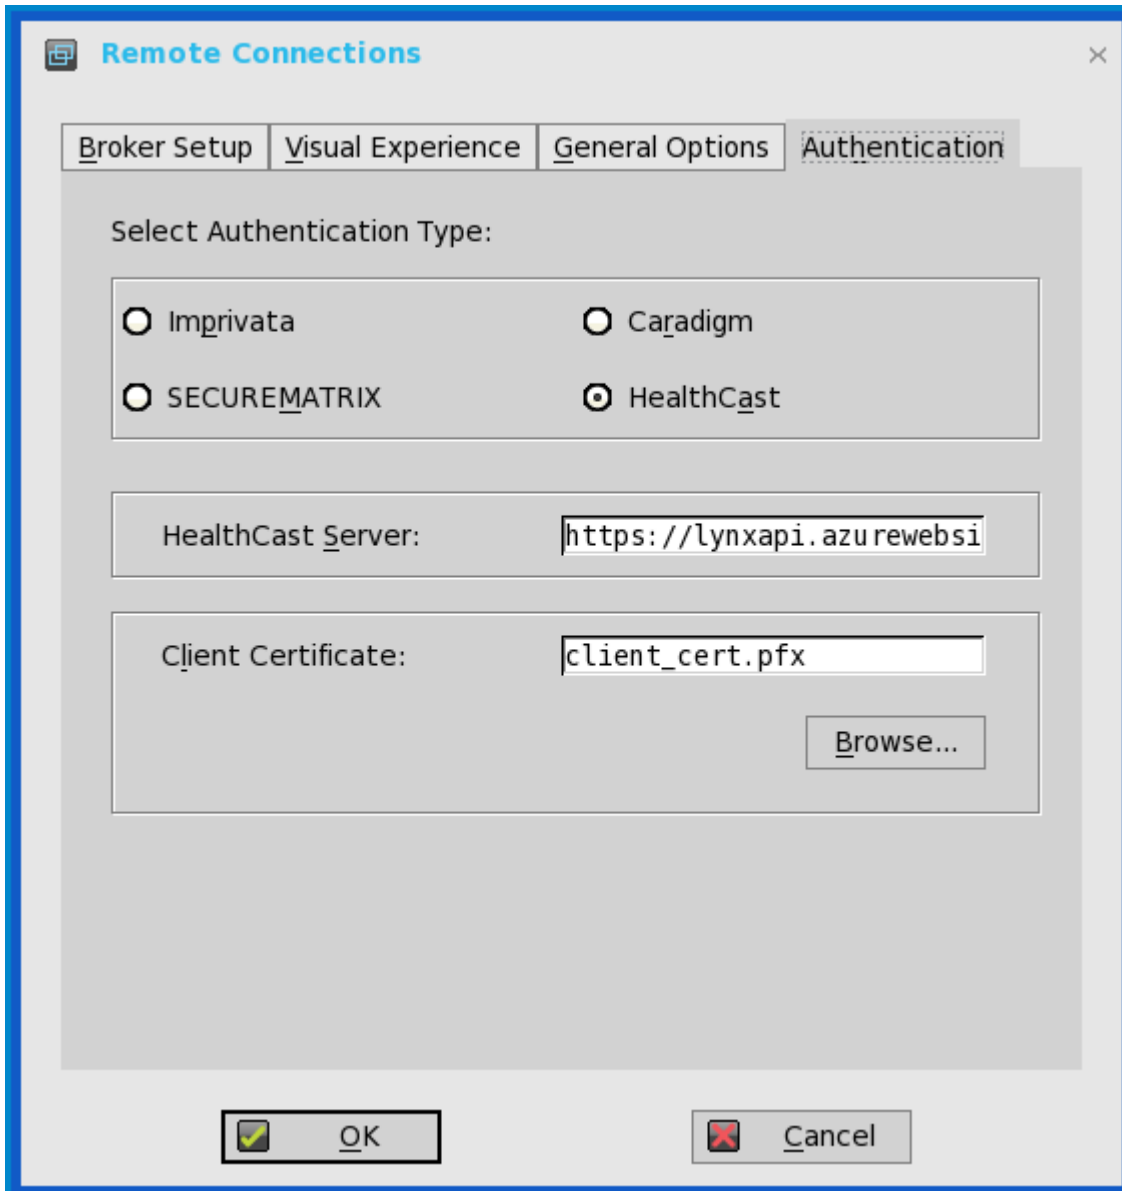 Remote Connections
Broker Setup Visual Experience General Options Authentication
Select Authentication Type:
Imprivata Caradigm
SECUREMATRIX HealthCast
HealthCast Server: https://lynxapi.azurewebsi
Client Certificate: client_cert.pfx
Browse...
OK Cancel